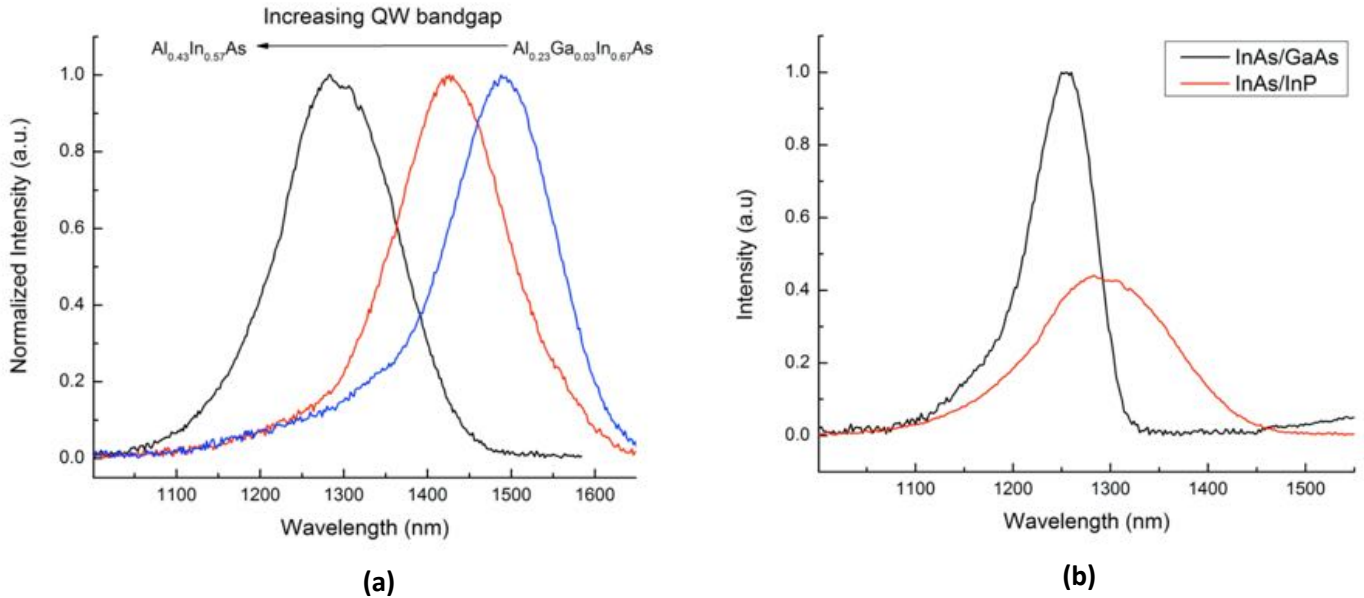 Increasing QW bandgap
Al0.43In0.57As
Al0.23Ga0.03In0.67As
1.0
0.8
0.6
0.4
0.2
0.0
Normalized Intensity (a.u.)
1100 1200 1300 1400 1500 1600
Wavelength (nm)
(a)
InAs/GaAs
InAs/InP
1.0
0.8
0.6
0.4
0.2
0.0
Intensity (a.u)
1100 1200 1300 1400 1500
Wavelength (nm)
(b)